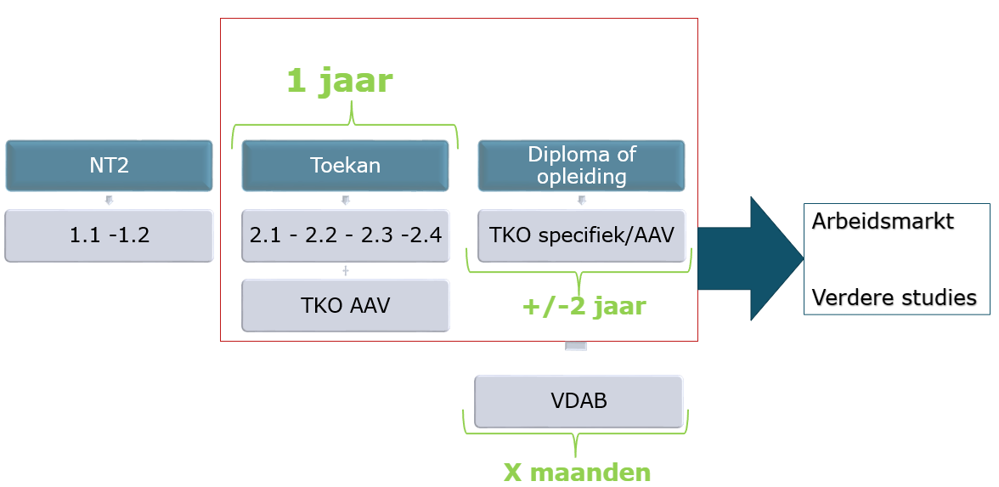 1 jaar
NT2
Toekan
Diploma of
opleiding
1.1 -1.2
2.1 - 2.2 - 2.3 -2.4
TKO specifiek/AAV
TKO AAV
+/-2 jaar
Arbeidsmarkt
Verdere studies
VDAB
X maanden